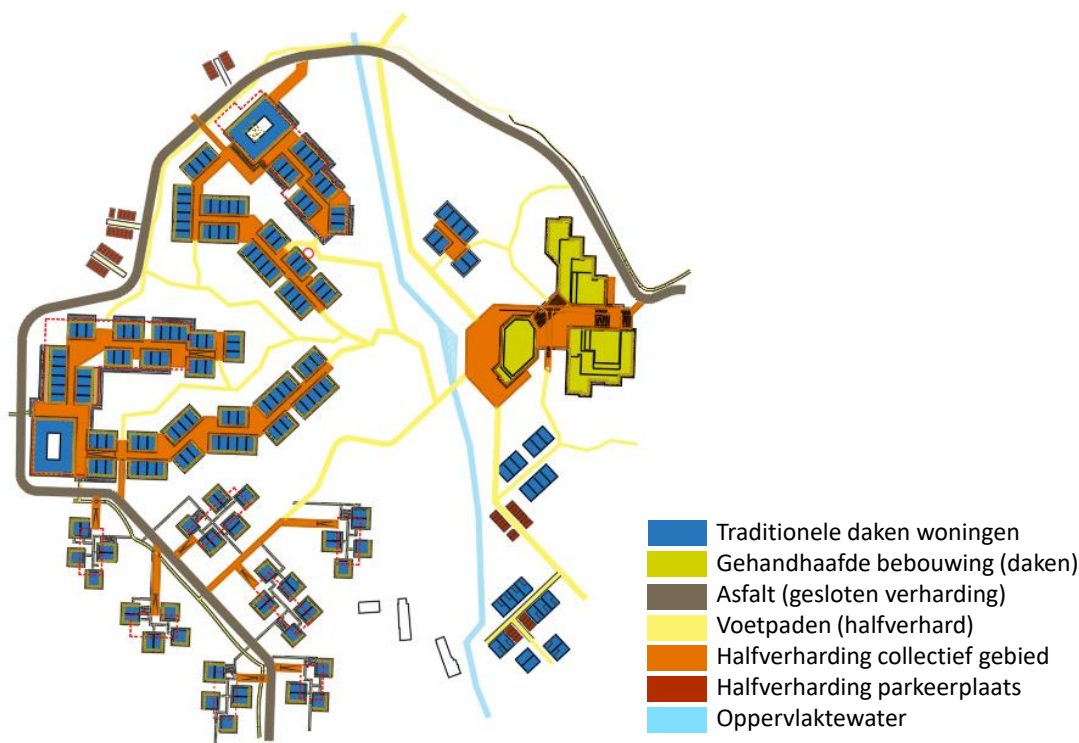 Traditionele daken woningen
Gehandhaafde bebouwing (daken)
Asfalt (gesloten verharding)
Voetpaden (halfverhard)
Halfverharding collectief gebied
Halfverharding parkeerplaats
Oppervlaktewater